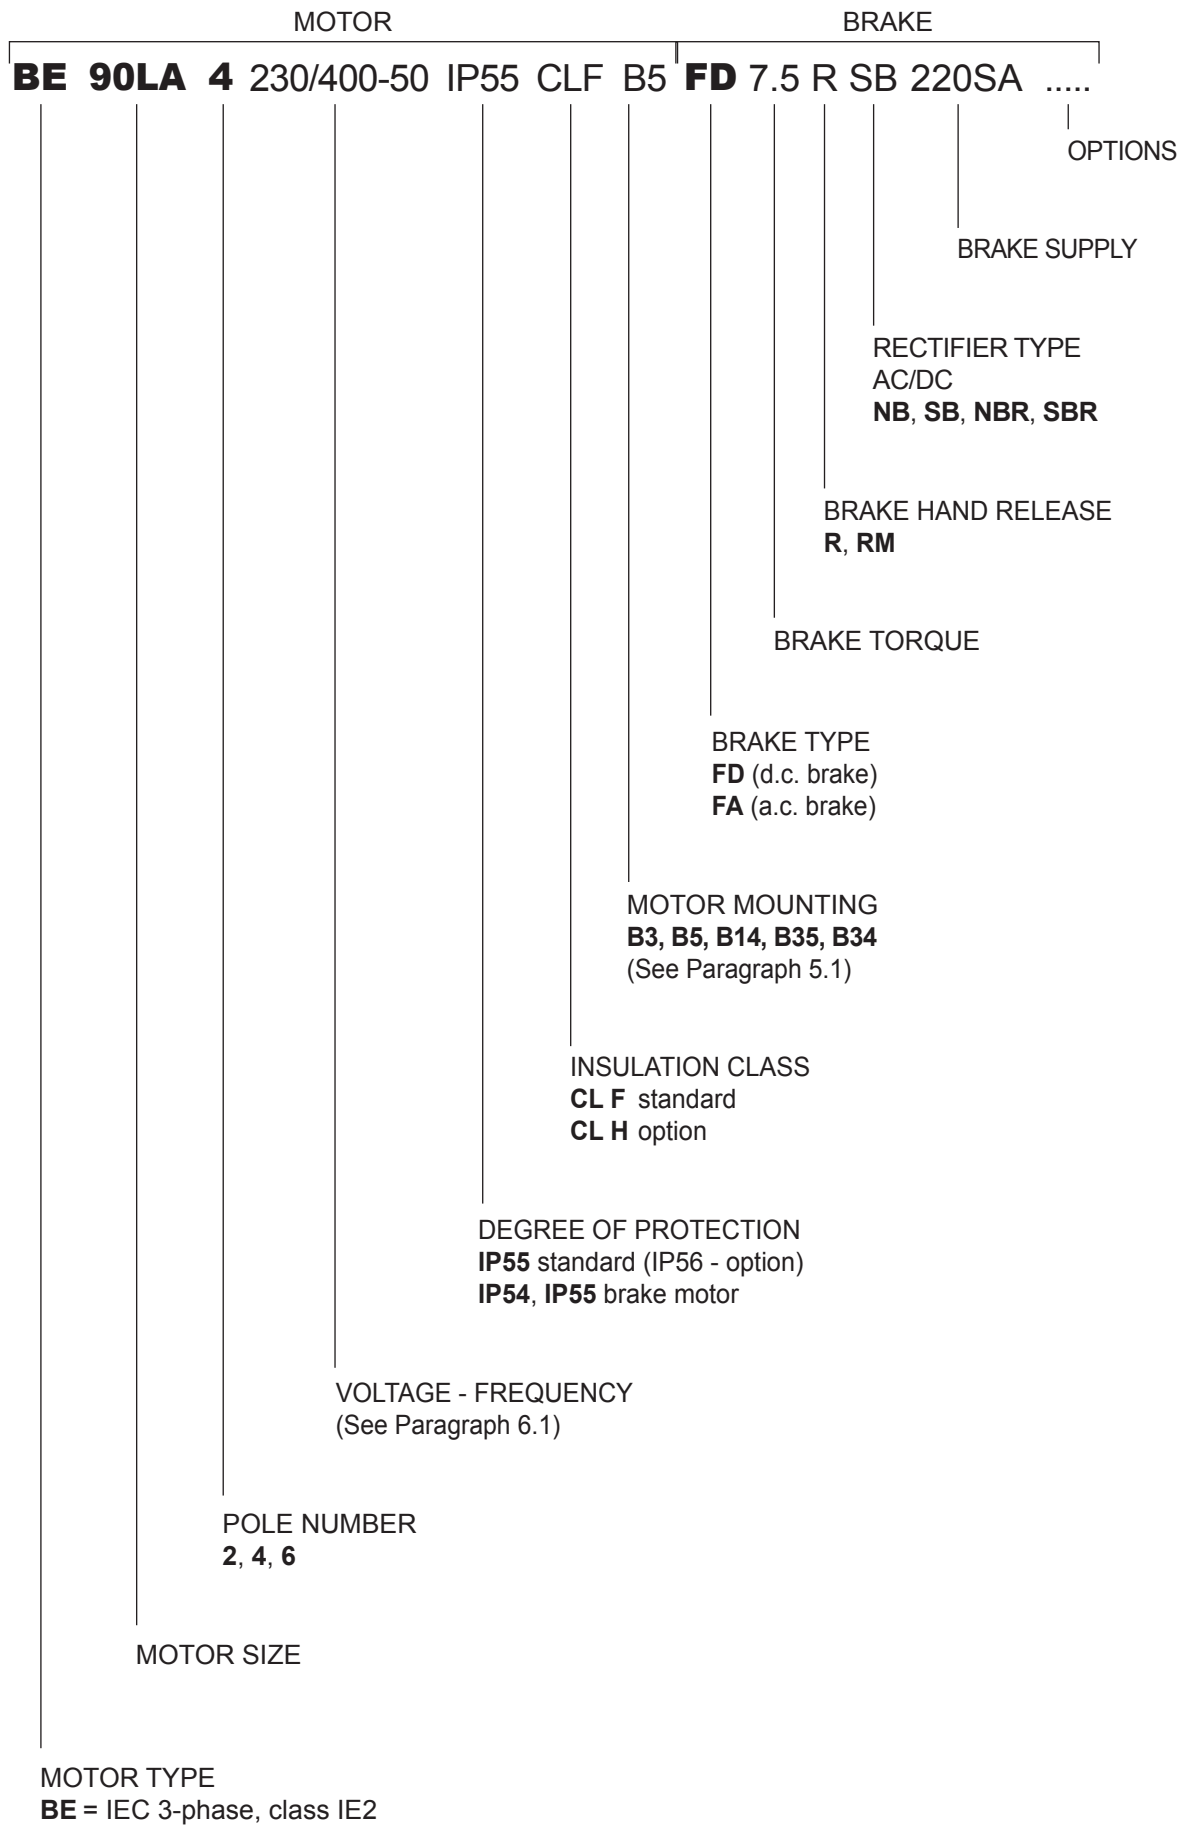 MOTOR BRAKE
BE 90LA 4 230/400-50 IP55 CLF B5 FD 7.5 R SB 220SA .....
OPTIONS
BRAKE SUPPLY
RECTIFIER TYPE
AC/DC
NB, SB, NBR, SBR
BRAKE HAND RELEASE
R, RM
BRAKE TORQUE
BRAKE TYPE
FD (d.c. brake)
FA (a.c. brake)
MOTOR MOUNTING
B3, B5, B14, B35, B34
(See Paragraph 5.1)
INSULATION CLASS
CL F standard
CL H option
DEGREE OF PROTECTION
IP55 standard (IP56 - option)
IP54, IP55 brake motor
VOLTAGE - FREQUENCY
(See Paragraph 6.1)
POLE NUMBER
2, 4, 6
MOTOR SIZE
MOTOR TYPE
BE = IEC 3-phase, class IE2